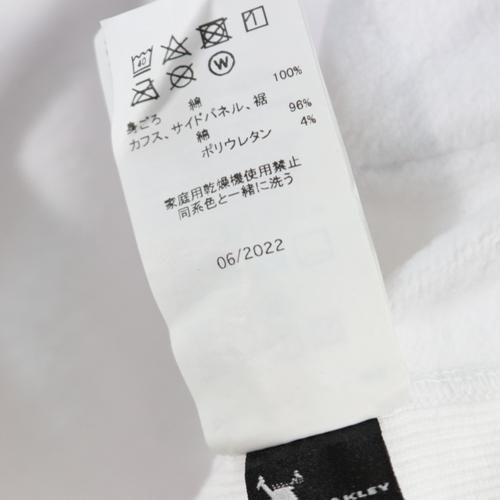 40
W
身ごろ 綿 100%
カフス、サイドパネル、裾
綿 96%
ポリウレタン 4%
家庭用乾燥機使用禁止
同系色と一緒に洗う
06/2022